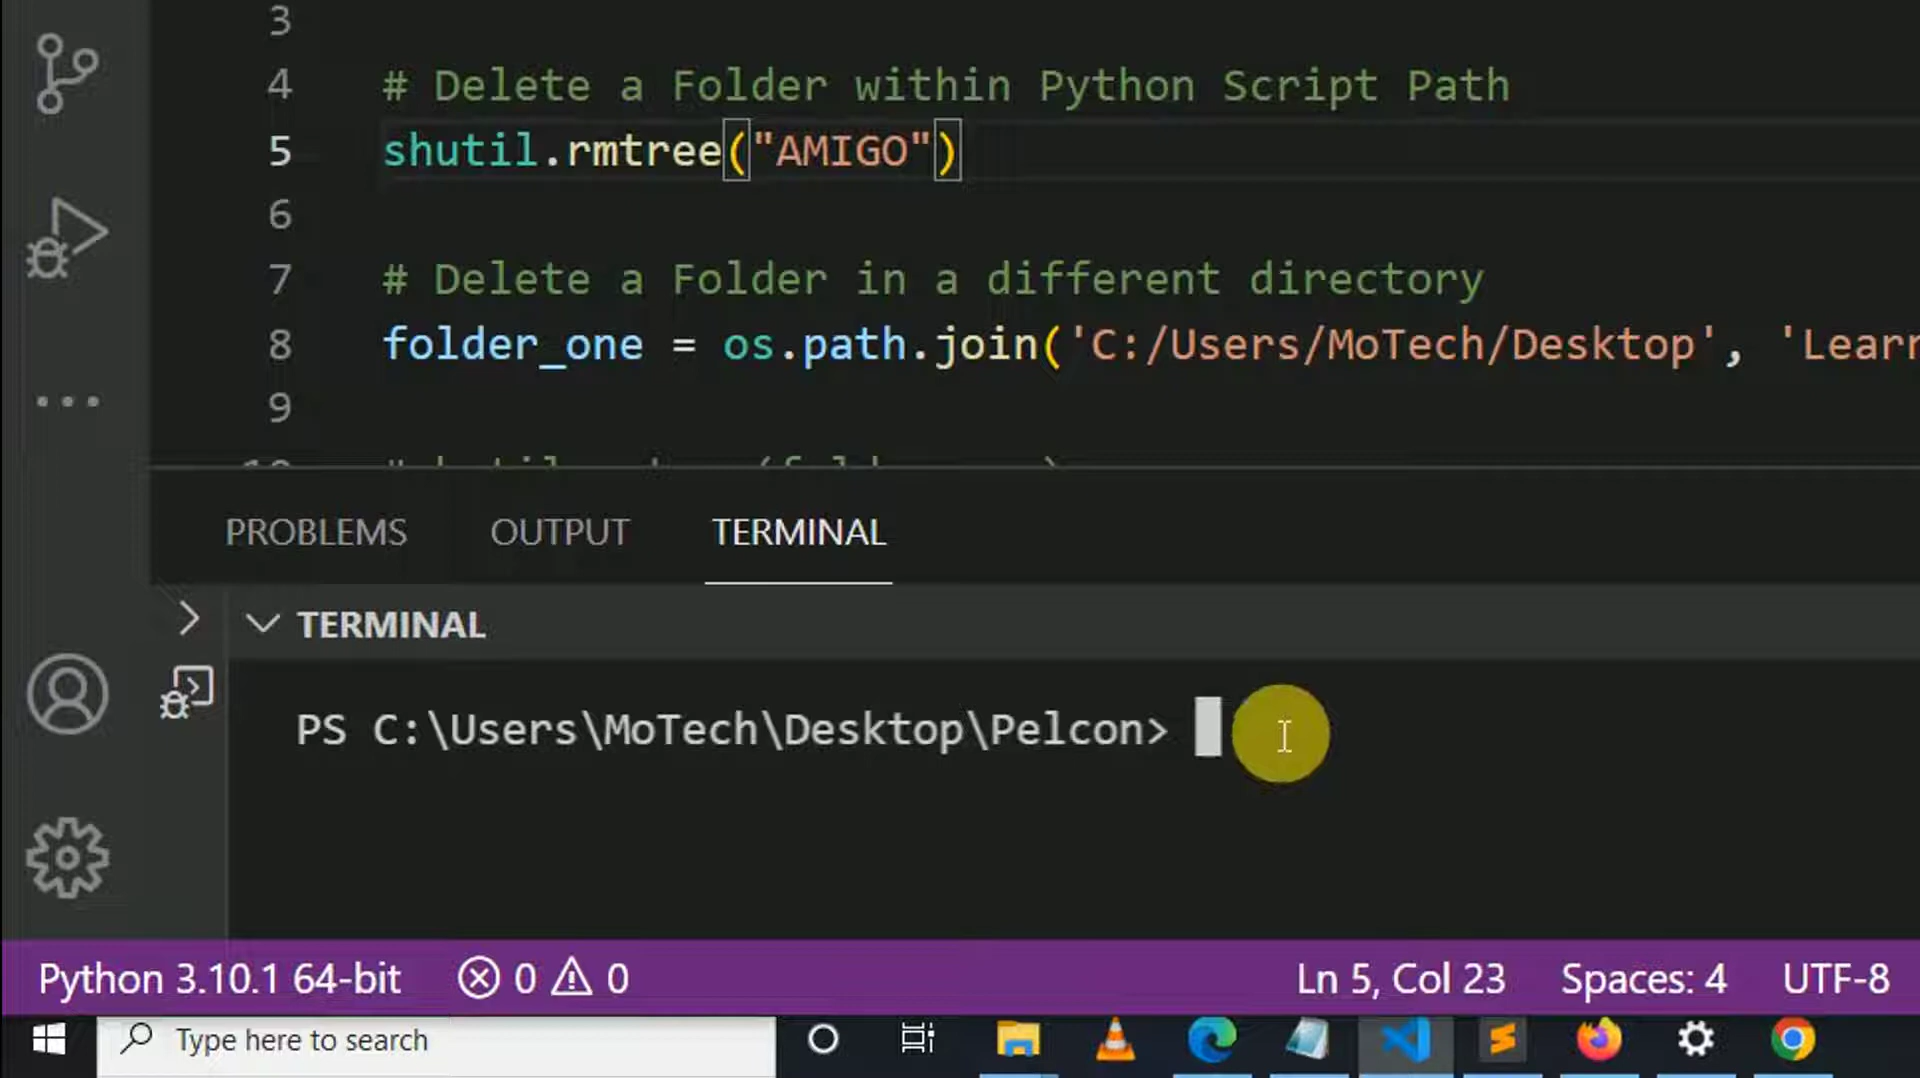 3
4 # Delete a Folder within Python Script Path
5 shutil.rmtree("AMIGO")
6
7 # Delete a Folder in a different directory
8 folder_one = os.path.join('C:/Users/MoTech/Desktop', 'Learn
9
PROBLEMS OUTPUT TERMINAL
TERMINAL
PS C:\Users\MoTech\Desktop\Pelcon>
Python 3.10.1 64-bit 0 0 Ln 5, Col 23 Spaces: 4 UTF-8
Type here to search